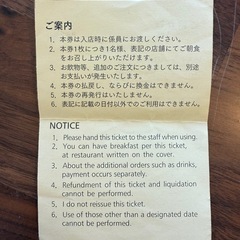 ご案内
1. 本券は入店時に係員にお渡しください。
2. 本券1枚につき1名様、表記の店舗にてご朝食
をお召し上がりいただけます。
3. お飲物等、追加のご注文につきましては、別途
お支払いが発生いたします。
4. 本券の払戻し、ならびに換金はできません。
5. 本券の再発行はいたしません。
6. 表記に記載の日付以外でのご利用はできません。
NOTICE
1. Please hand this ticket to the staff when using.
2. You can have breakfast per this ticket,
at restaurant written on the cover.
3. About the additional orders such as drinks,
payment occurs separately.
4. Refundment of this ticket and liquidation
cannot be performed.
5. I do not reissue this ticket.
6. Use of those other than a designated date
cannot be performed.